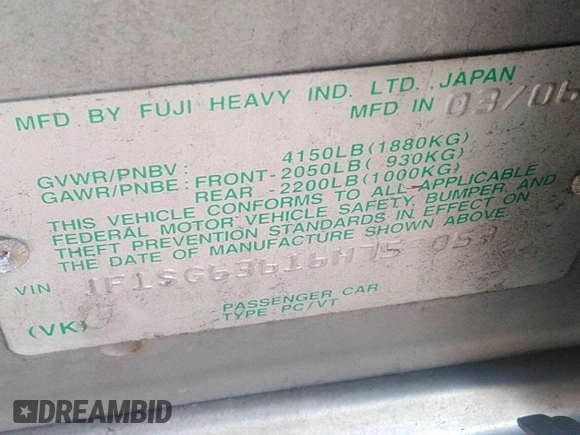 MFD BY FUJI HEAVY IND. LTD. JAPAN
MFD IN 03/06
GVWR/PNBV: 4150LB(1880KG)
GAWR/PNBE: FRONT-2050LB( 930KG)
REAR -2200LB(1000KG)
THIS VEHICLE CONFORMS TO ALL APPLICABLE
FEDERAL MOTOR VEHICLE SAFETY, BUMPER, AND
THEFT PREVENTION STANDARDS IN EFFECT ON
THE DATE OF MANUFACTURE SHOWN ABOVE.
VIN
PASSENGER CAR
(VK) TYPE: PC/VT
DREAMBID